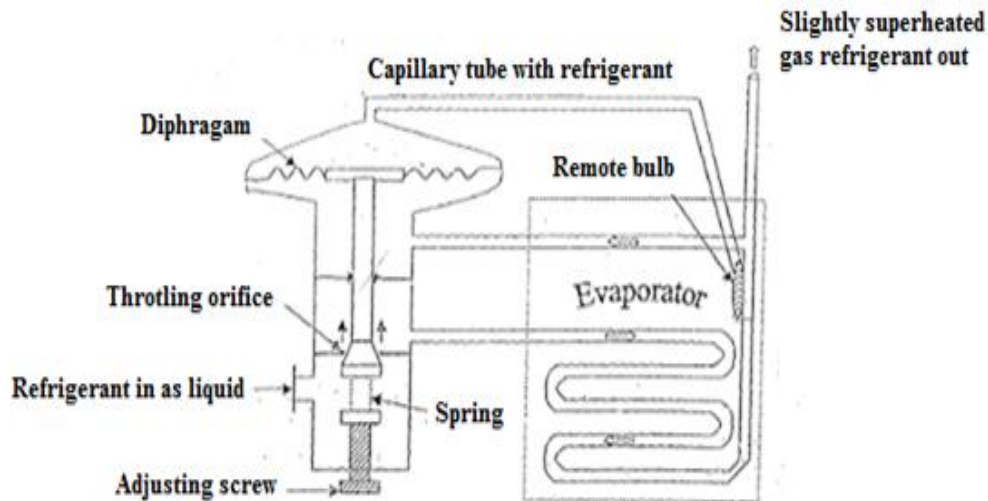 Slightly superheated
gas refrigerant out
Capillary tube with refrigerant
Diphragam
Remote bulb
Evaporator
Throtling orifice
Refrigerant in as liquid
Spring
Adjusting screw